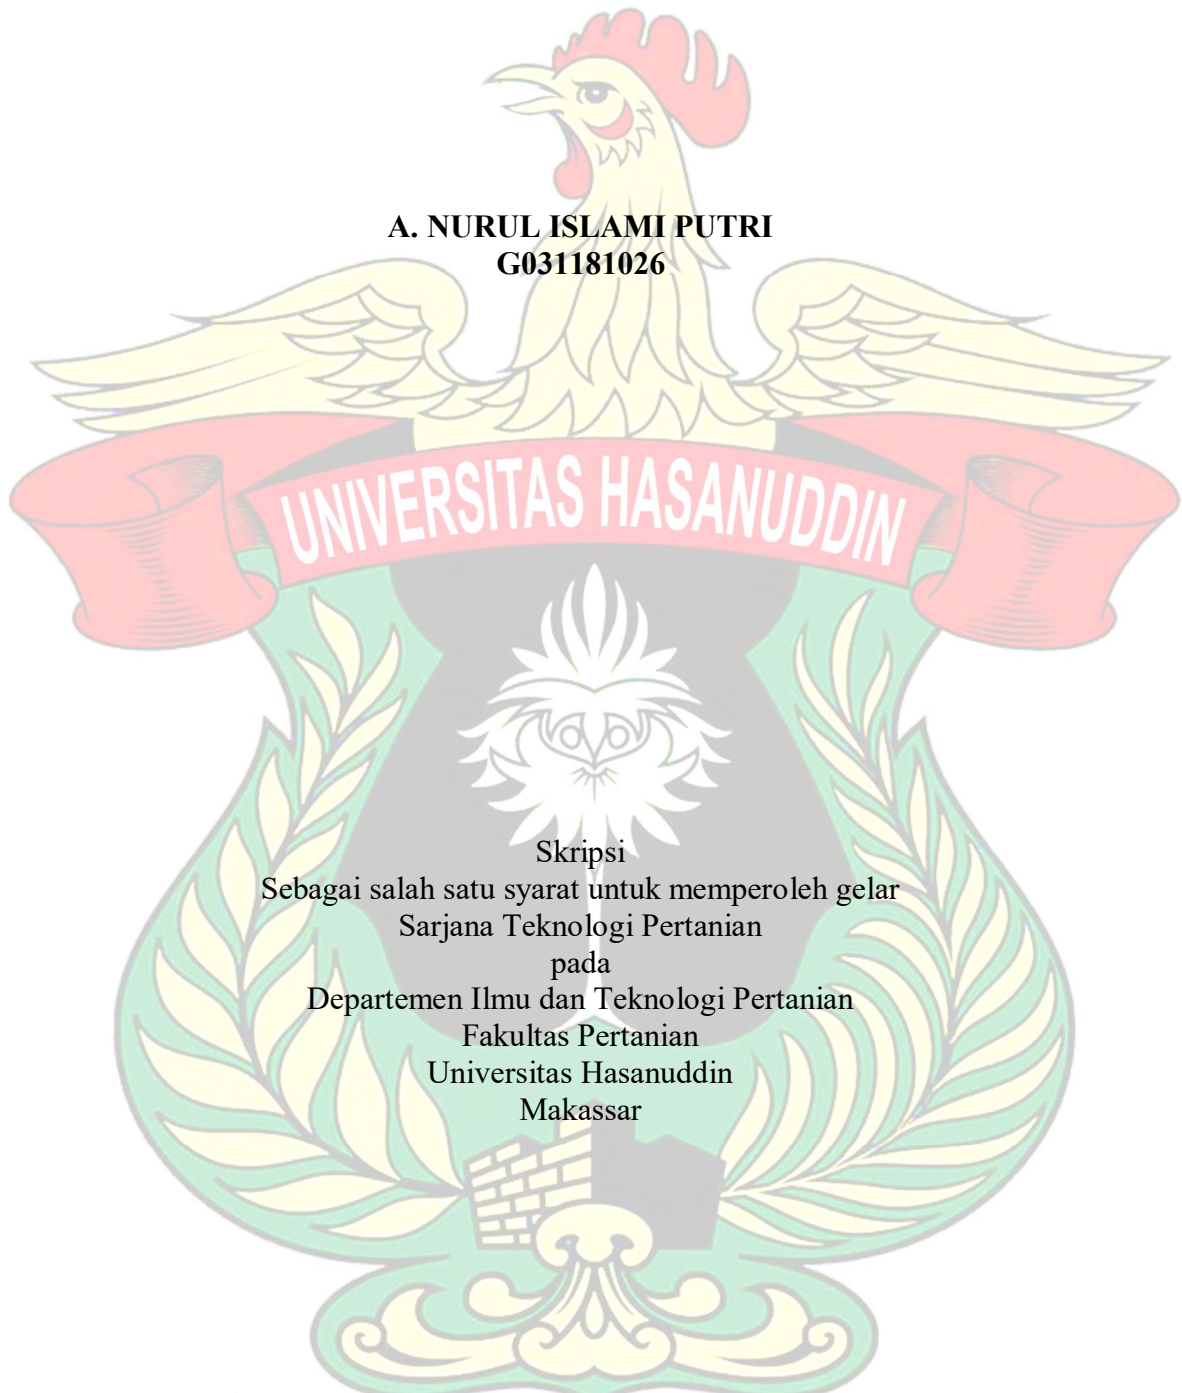 A. NURUL ISLAMI PUTRI
G031181026
UNIVERSITAS HASANUDDIN
Skripsi
Sebagai salah satu syarat untuk memperoleh gelar
Sarjana Teknologi Pertanian
pada
Departemen Ilmu dan Teknologi Pertanian
Fakultas Pertanian
Universitas Hasanuddin
Makassar